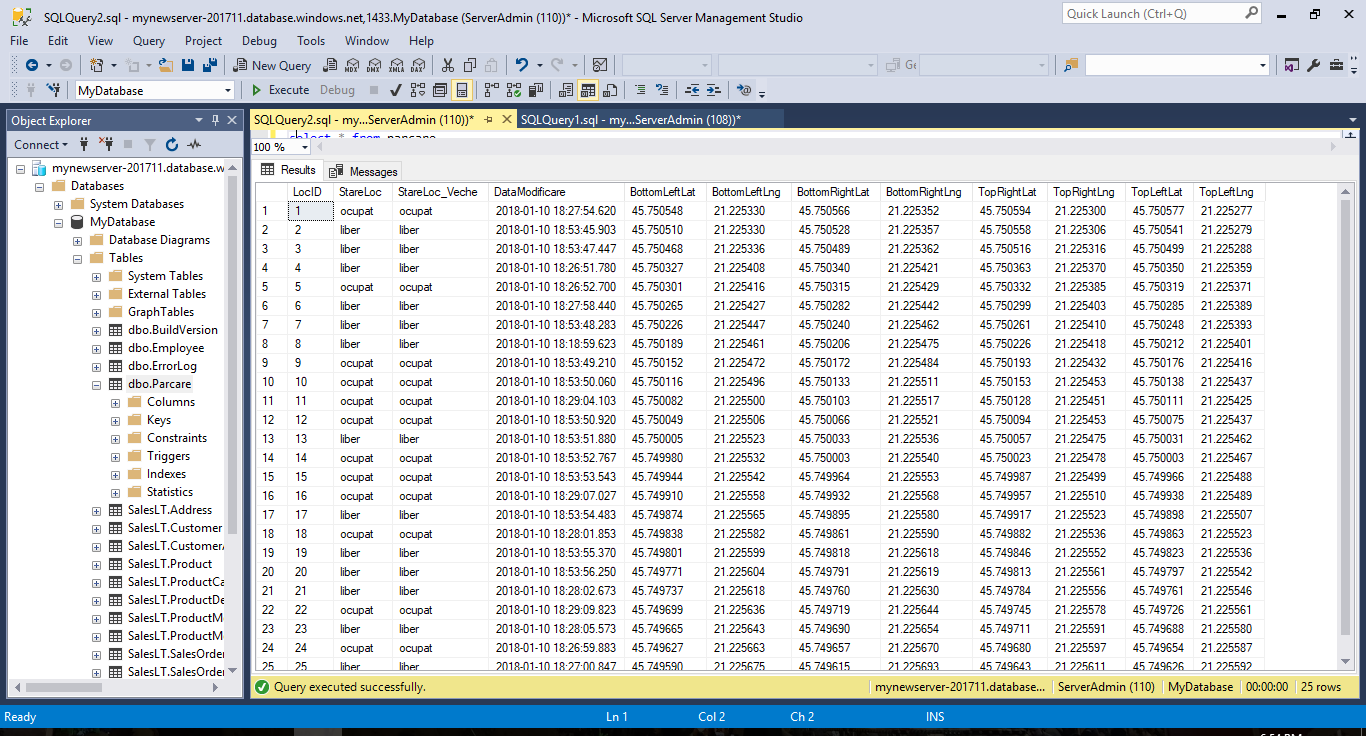 SQLQuery2.sql - mynewserver-201711.database.windows.net,1433.MyDatabase (ServerAdmin (110))* - Microsoft SQL Server Management Studio
Quick Launch (Ctrl+Q)
File Edit View Query Project Debug Tools Window Help
New Query MDX DMX XMLA DAX
MyDatabase Execute Debug
Object Explorer
Connect
mynewserver-201711.database.w
Databases
System Databases
MyDatabase
Database Diagrams
Tables
System Tables
External Tables
GraphTables
dbo.BuildVersion
dbo.Employee
dbo.ErrorLog
dbo.Parcare
Columns
Keys
Constraints
Triggers
Indexes
Statistics
SalesLT.Address
SalesLT.Customer
SalesLT.Customer
SalesLT.Product
SalesLT.ProductCa
SalesLT.ProductDe
SalesLT.ProductM
SalesLT.ProductM
SalesLT.SalesOrder
SalesLT.SalesOrder
SQLQuery2.sql - my...ServerAdmin (110))* SQLQuery1.sql - my...ServerAdmin (108))*
select * from parcare
100 %
Results Messages
LocID StareLoc StareLoc_Veche DataModificare BottomLeftLat BottomLeftLng BottomRightLat BottomRightLng TopRightLat TopRightLng TopLeftLat TopLeftLng
1 1 ocupat ocupat 2018-01-10 18:27:54.620 45.750548 21.225330 45.750566 21.225352 45.750594 21.225300 45.750577 21.225277
2 2 liber liber 2018-01-10 18:53:45.903 45.750510 21.225330 45.750528 21.225357 45.750558 21.225306 45.750541 21.225279
3 3 liber liber 2018-01-10 18:53:47.447 45.750468 21.225336 45.750489 21.225362 45.750516 21.225316 45.750499 21.225288
4 4 liber liber 2018-01-10 18:26:51.780 45.750327 21.225408 45.750340 21.225421 45.750363 21.225370 45.750350 21.225359
5 5 ocupat ocupat 2018-01-10 18:26:52.700 45.750301 21.225416 45.750315 21.225429 45.750332 21.225385 45.750319 21.225371
6 6 liber liber 2018-01-10 18:27:58.440 45.750265 21.225427 45.750282 21.225442 45.750299 21.225403 45.750285 21.225389
7 7 liber liber 2018-01-10 18:53:48.283 45.750226 21.225447 45.750240 21.225462 45.750261 21.225410 45.750248 21.225393
8 8 liber liber 2018-01-10 18:18:59.623 45.750189 21.225461 45.750206 21.225475 45.750226 21.225418 45.750212 21.225401
9 9 ocupat ocupat 2018-01-10 18:53:49.210 45.750152 21.225472 45.750172 21.225484 45.750193 21.225432 45.750176 21.225416
10 10 ocupat ocupat 2018-01-10 18:53:50.060 45.750116 21.225496 45.750133 21.225511 45.750153 21.225453 45.750138 21.225437
11 11 ocupat ocupat 2018-01-10 18:29:04.103 45.750082 21.225500 45.750103 21.225517 45.750128 21.225451 45.750111 21.225425
12 12 ocupat ocupat 2018-01-10 18:53:50.920 45.750049 21.225506 45.750066 21.225521 45.750094 21.225453 45.750075 21.225437
13 13 liber liber 2018-01-10 18:53:51.880 45.750005 21.225523 45.750033 21.225536 45.750057 21.225475 45.750031 21.225462
14 14 ocupat ocupat 2018-01-10 18:53:52.767 45.749980 21.225532 45.750003 21.225540 45.750023 21.225478 45.750003 21.225467
15 15 ocupat ocupat 2018-01-10 18:53:53.543 45.749944 21.225542 45.749964 21.225553 45.749987 21.225499 45.749966 21.225488
16 16 ocupat ocupat 2018-01-10 18:29:07.027 45.749910 21.225558 45.749932 21.225568 45.749957 21.225510 45.749938 21.225489
17 17 liber liber 2018-01-10 18:53:54.483 45.749874 21.225565 45.749895 21.225580 45.749917 21.225523 45.749898 21.225507
18 18 ocupat ocupat 2018-01-10 18:28:01.853 45.749838 21.225582 45.749861 21.225590 45.749882 21.225536 45.749863 21.225523
19 19 liber liber 2018-01-10 18:53:55.370 45.749801 21.225599 45.749818 21.225618 45.749846 21.225552 45.749823 21.225536
20 20 liber liber 2018-01-10 18:53:56.250 45.749771 21.225604 45.749791 21.225619 45.749813 21.225561 45.749797 21.225542
21 21 liber liber 2018-01-10 18:28:02.673 45.749737 21.225618 45.749760 21.225630 45.749784 21.225556 45.749761 21.225546
22 22 ocupat ocupat 2018-01-10 18:29:09.823 45.749699 21.225636 45.749719 21.225644 45.749745 21.225578 45.749726 21.225561
23 23 liber liber 2018-01-10 18:28:05.573 45.749665 21.225643 45.749690 21.225654 45.749711 21.225591 45.749688 21.225580
24 24 ocupat ocupat 2018-01-10 18:26:59.883 45.749627 21.225663 45.749657 21.225670 45.749680 21.225597 45.749654 21.225587
25 25 liber liber 2018-01-10 18:27:00.847 45.749590 21.225675 45.749615 21.225693 45.749643 21.225611 45.749626 21.225592
Query executed successfully. mynewserver-201711.database... ServerAdmin (110) MyDatabase 00:00:00 25 rows
Ready Ln 1 Col 2 Ch 2 INS